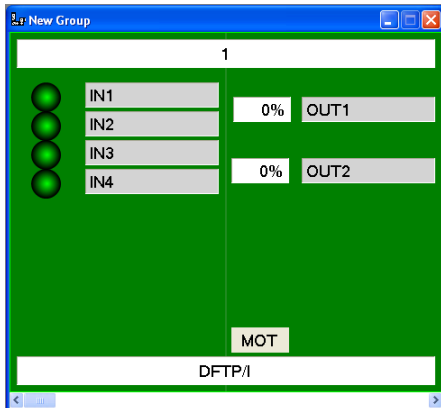 New Group
1
IN1
IN2
IN3
IN4
0% OUT1
0% OUT2
MOT
DFTP/I